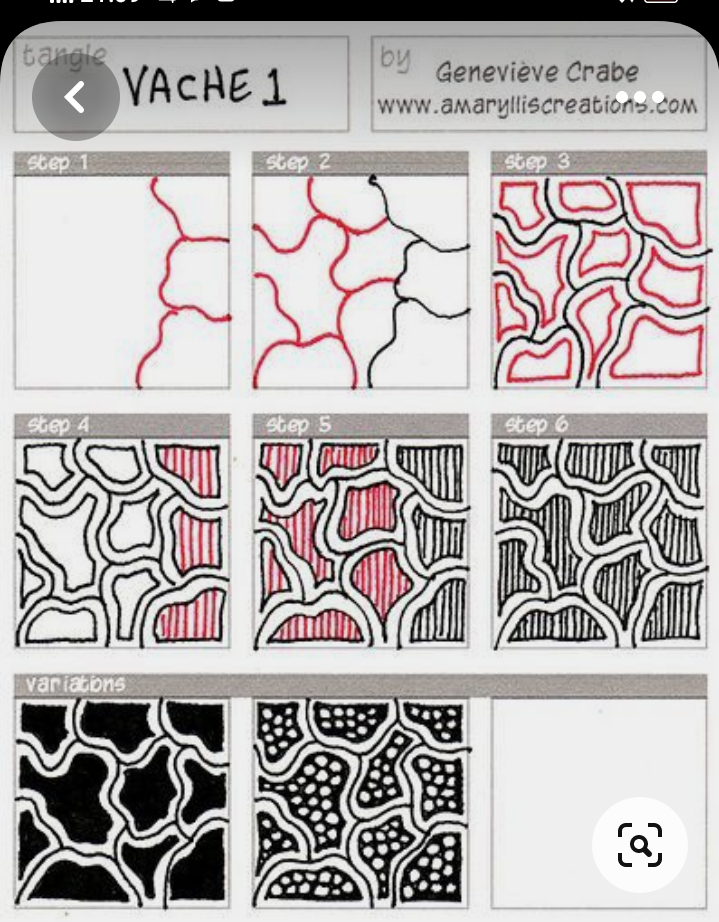 tangle
VACHE 1
by
Geneviève Crabe
www.amarylliscreations.com
step 1
step 2
step 3
step 4
step 5
step 6
variations